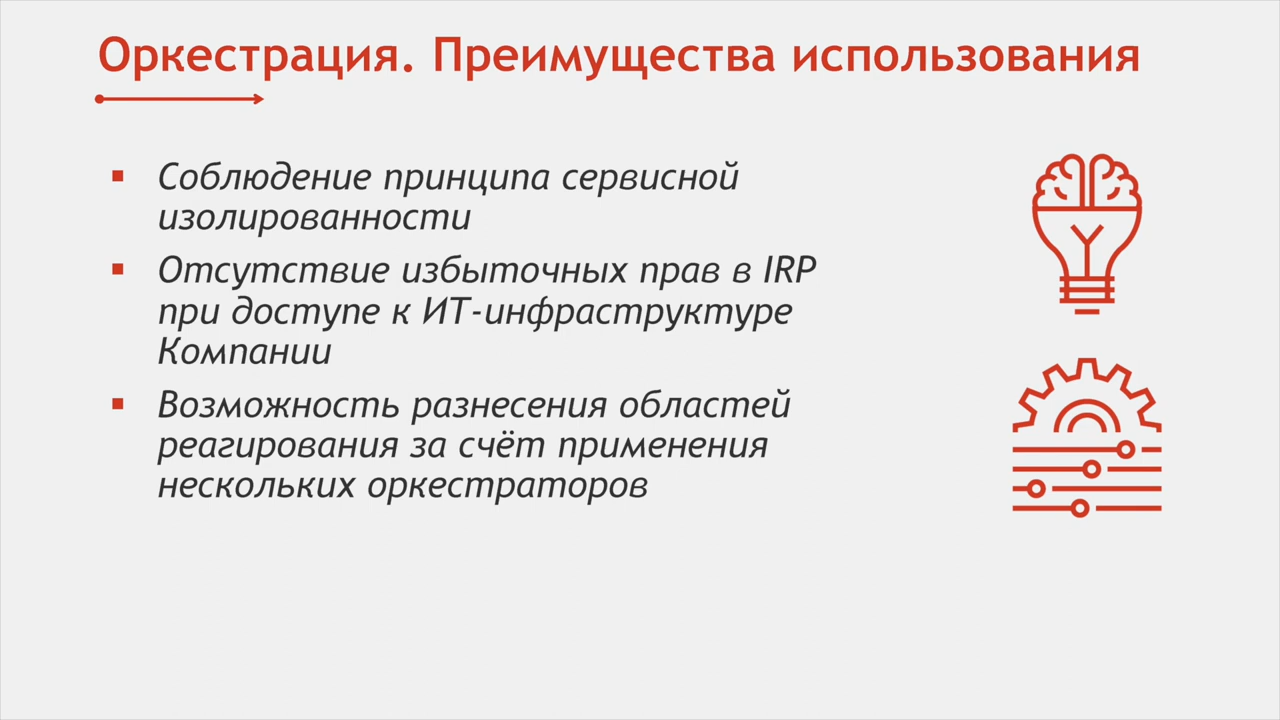 Оркестрация. Преимущества использования
Соблюдение принципа сервисной
изолированности
Отсутствие избыточных прав в IRP
при доступе к ИТ-инфраструктуре
Компании
Возможность разнесения областей
реагирования за счёт применения
нескольких оркестраторов